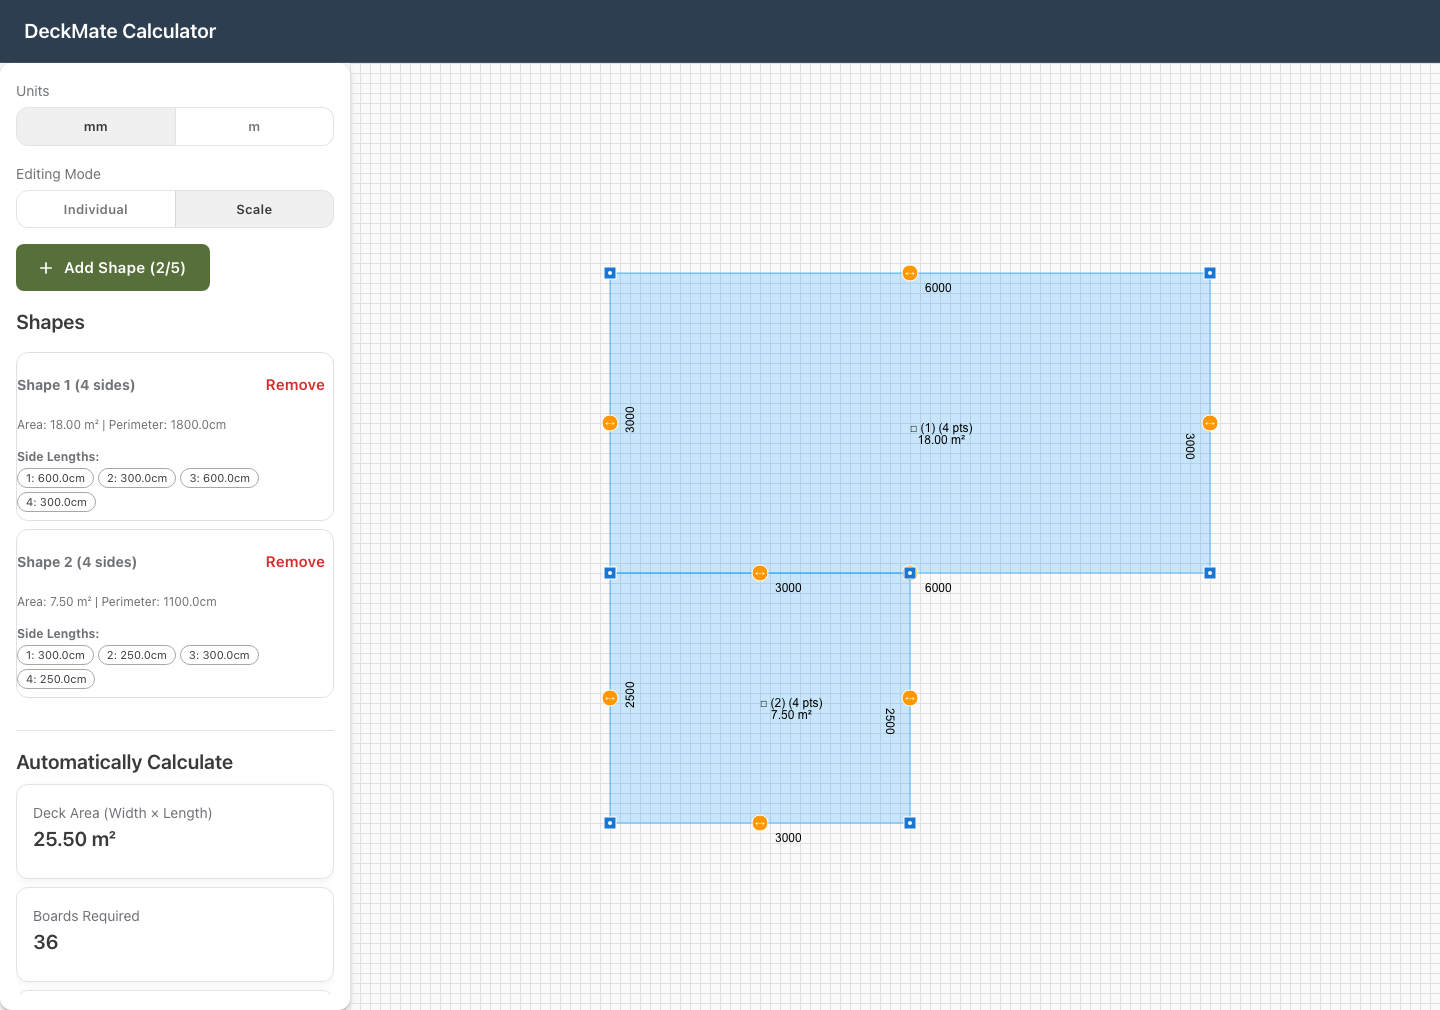 DeckMate Calculator
Units
mm m
Editing Mode
Individual Scale
+ Add Shape (2/5)
Shapes
Shape 1 (4 sides) Remove
Area: 18.00 m² | Perimeter: 1800.0cm
Side Lengths:
1: 600.0cm 2: 300.0cm 3: 600.0cm
4: 300.0cm
Shape 2 (4 sides) Remove
Area: 7.50 m² | Perimeter: 1100.0cm
Side Lengths:
1: 300.0cm 2: 250.0cm 3: 300.0cm
4: 250.0cm
Automatically Calculate
Deck Area (Width × Length)
25.50 m²
Boards Required
36
6000
3000
□ (1) (4 pts)
18.00 m²
3000
3000
6000
2500
□ (2) (4 pts)
7.50 m²
2500
3000